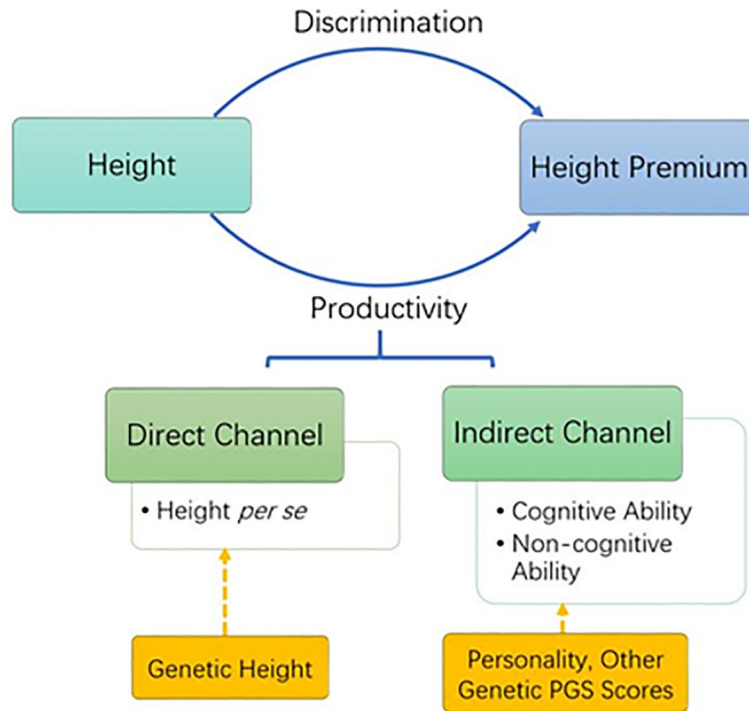 Discrimination
Height
Height Premium
Productivity
Direct Channel
• Height per se
Indirect Channel
• Cognitive Ability
• Non-cognitive
Ability
Genetic Height
Personality, Other
Genetic PGS Scores